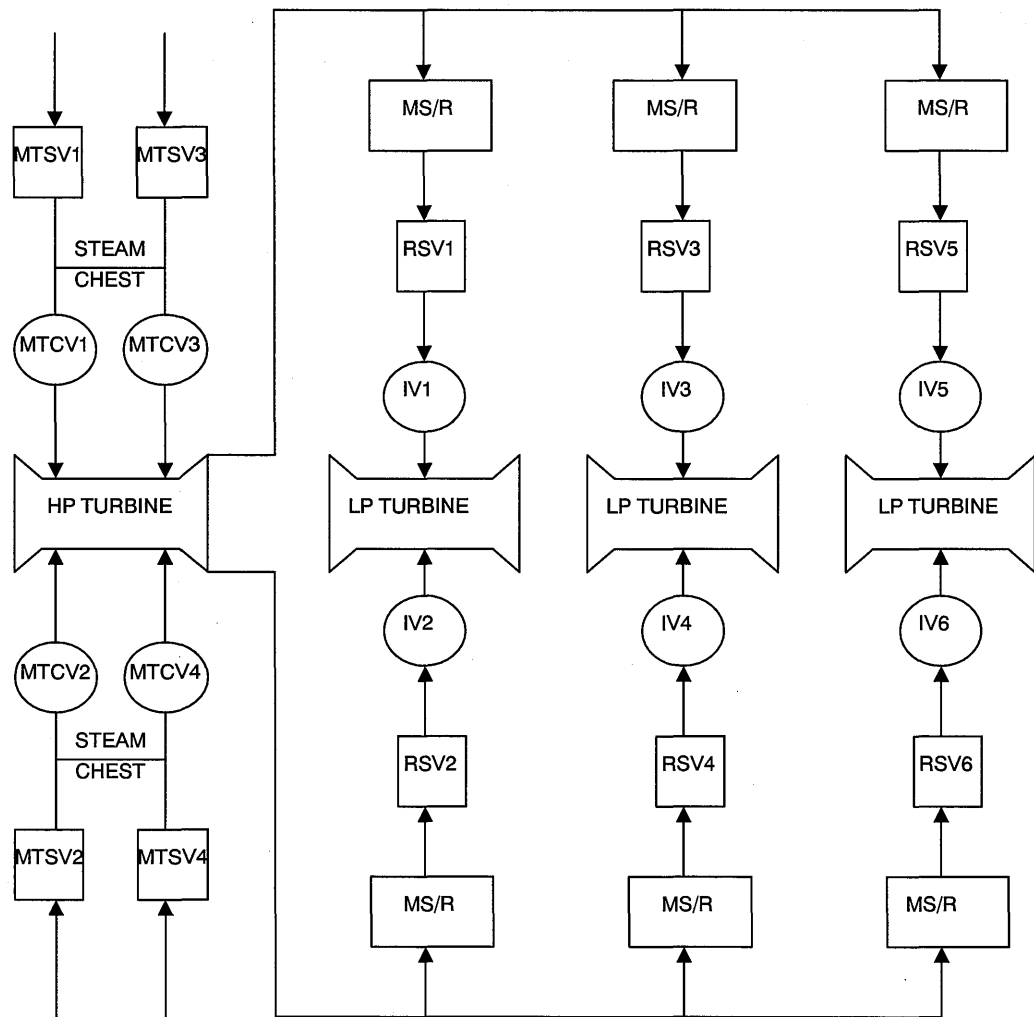 MS/R MS/R MS/R
MTSV1 MTSV3
STEAM
CHEST
RSV1 RSV3 RSV5
MTCV1 MTCV3
IV1 IV3 IV5
HP TURBINE LP TURBINE LP TURBINE LP TURBINE
IV2 IV4 IV6
MTCV2 MTCV4
STEAM
CHEST
RSV2 RSV4 RSV6
MTSV2 MTSV4
MS/R MS/R MS/R